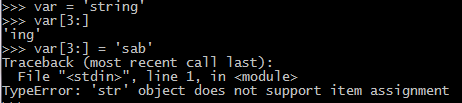 >>> var = 'string'
>>> var[3:]
'ing'
>>> var[3:] = 'sab'
Traceback (most recent call last):
  File "<stdin>", line 1, in <module>
TypeError: 'str' object does not support item assignment